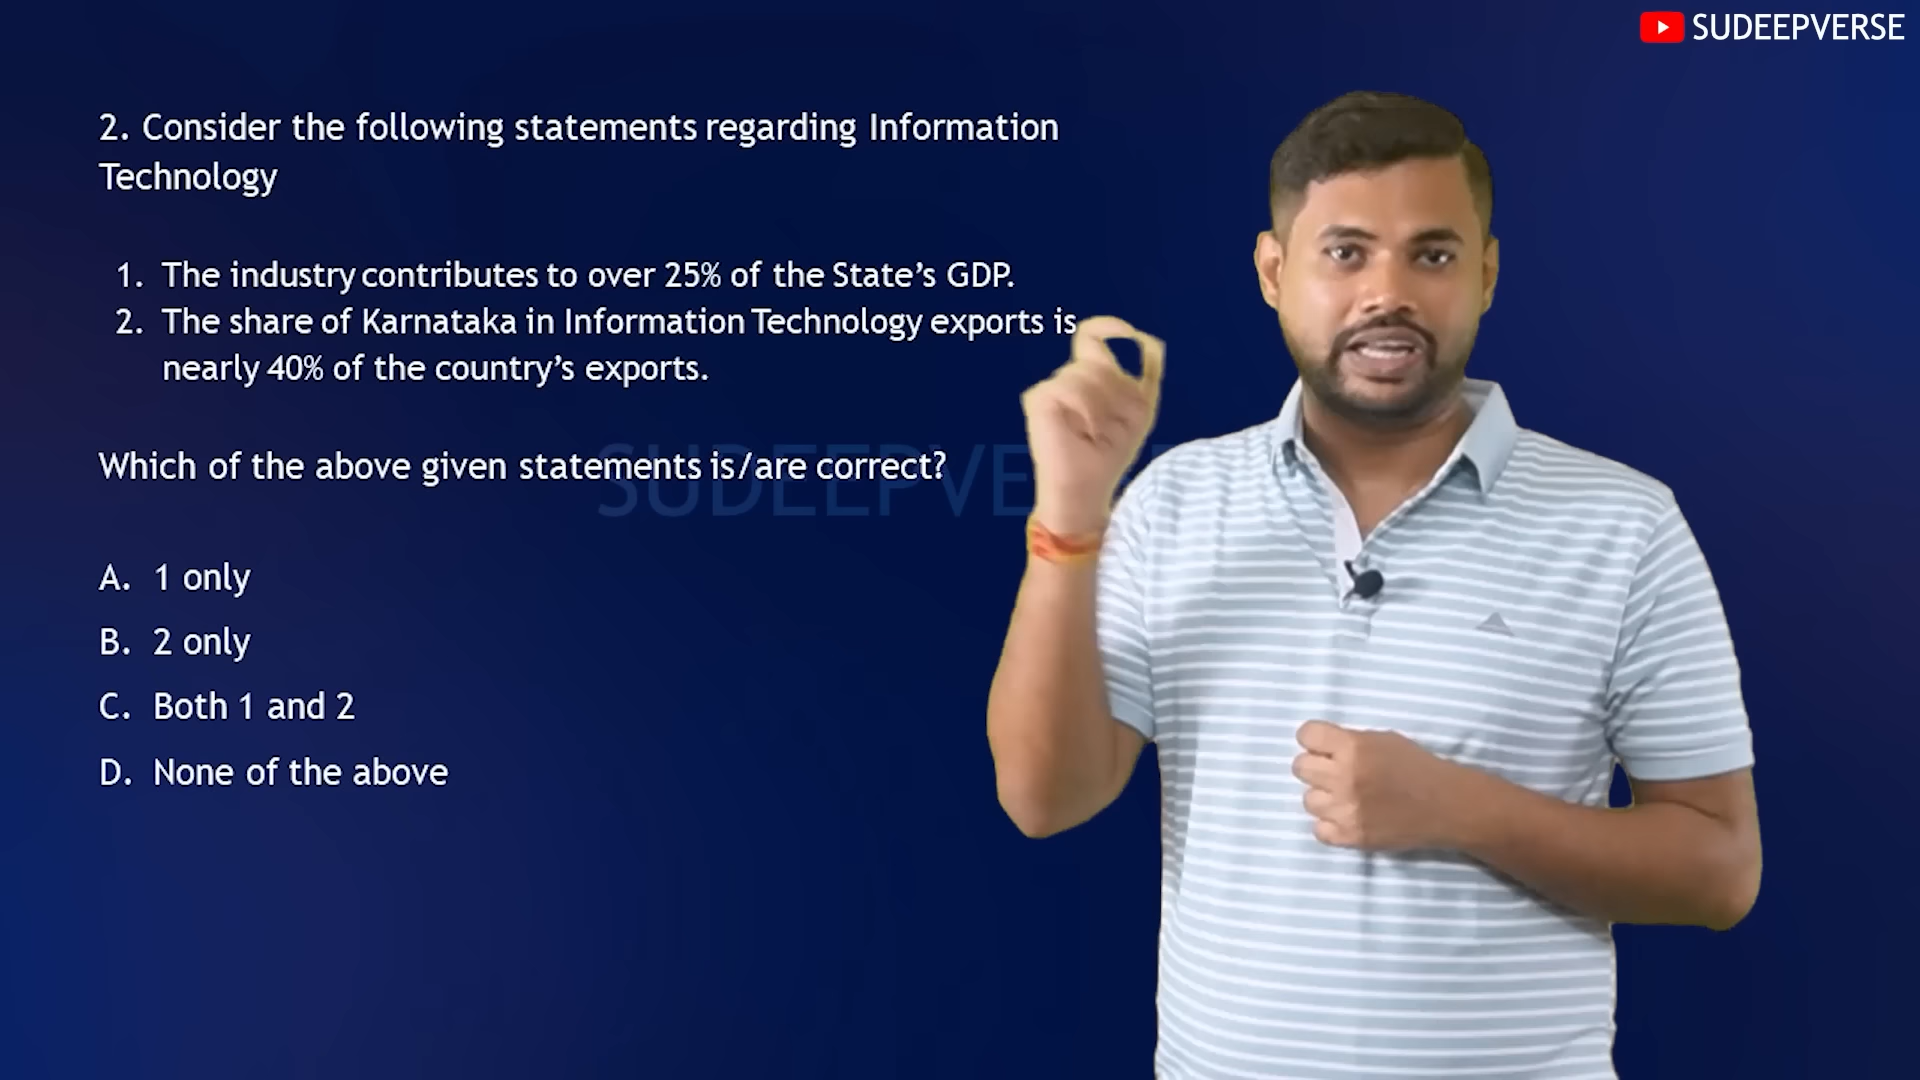 SUDEEPVERSE
2. Consider the following statements regarding Information
Technology
1. The industry contributes to over 25% of the State’s GDP.
2. The share of Karnataka in Information Technology exports is
nearly 40% of the country’s exports.
Which of the above given statements is/are correct?
SUDEEPVERSE
A. 1 only
B. 2 only
C. Both 1 and 2
D. None of the above